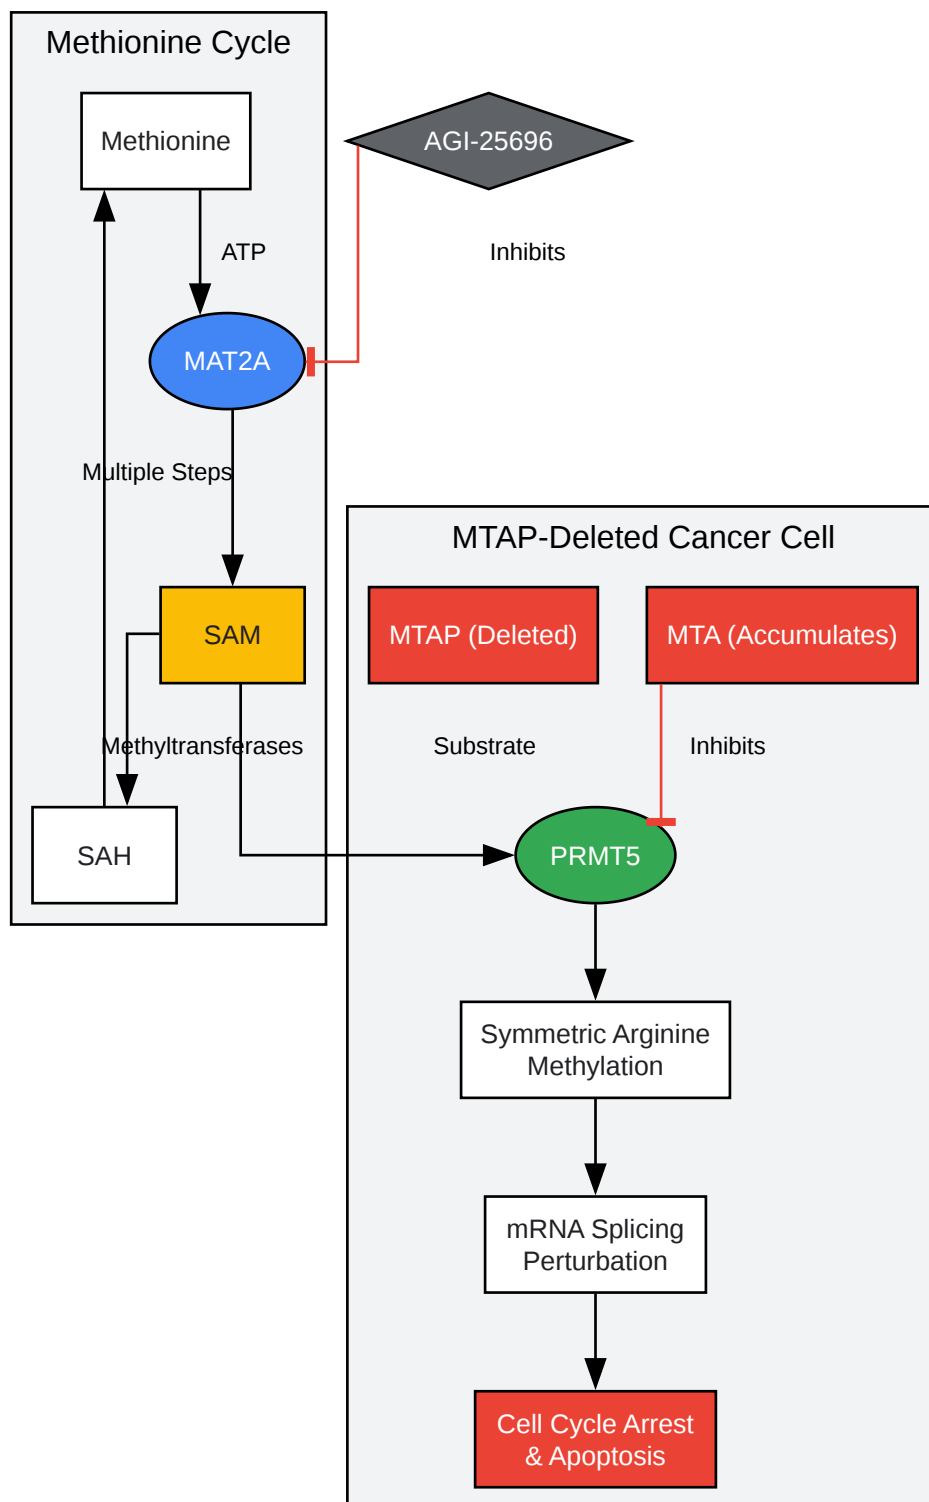 Methionine Cycle
Methionine
AGI-25696
ATP
Inhibits
MAT2A
Multiple Steps
MTAP-Deleted Cancer Cell
SAM
MTAP (Deleted)
MTA (Accumulates)
Methyltransferases
Substrate
Inhibits
SAH
PRMT5
Symmetric Arginine
Methylation
mRNA Splicing
Perturbation
Cell Cycle Arrest
& Apoptosis